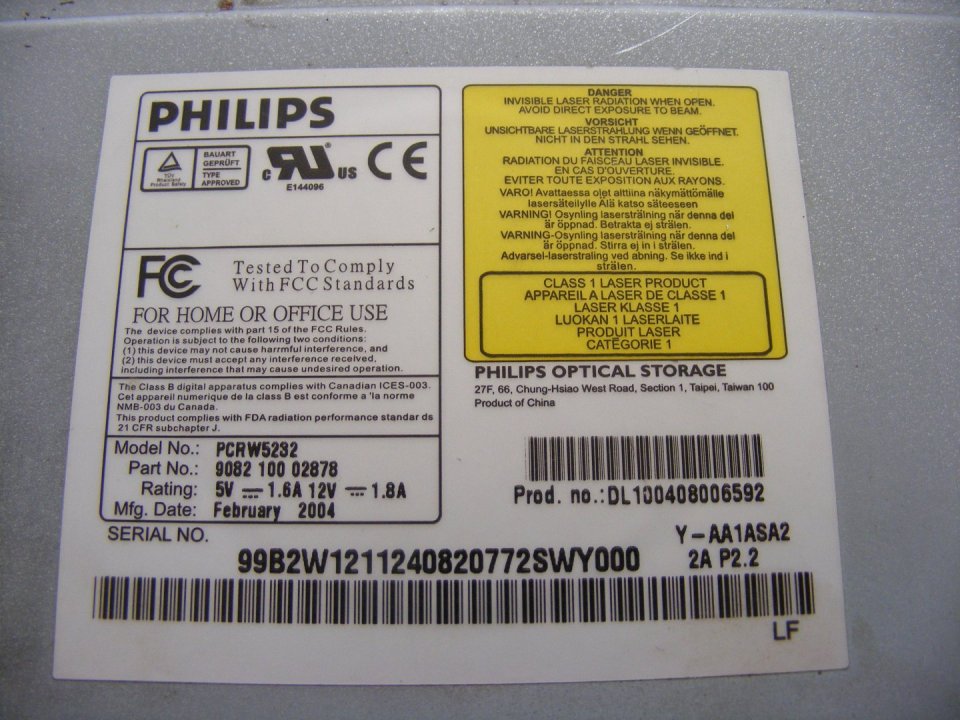 PHILIPS
TÜV
Rheinland
Product Safety
BAUART
GEPRÜFT
TYPE
APPROVED
c RU US
E144096
CE
FC
Tested To Comply
With FCC Standards
FOR HOME OR OFFICE USE
The device complies with part 15 of the FCC Rules.
Operation is subject to the following two conditions:
(1) this device may not cause harmful interference, and
(2) this device must accept any interference received,
including interference that may cause undesired operation.
The Class B digital apparatus complies with Canadian ICES-003.
Cet appareil numerique de la class B est conforme a 'la norme
NMB-003 du Canada.
This product complies with FDA radiation performance standar ds
21 CFR subchapter J.
Model No.: PCRW5232
Part No.: 9082 100 02878
Rating: 5V 1.6A 12V 1.8A
Mfg. Date: February 2004
DANGER
INVISIBLE LASER RADIATION WHEN OPEN.
AVOID DIRECT EXPOSURE TO BEAM.
VORSICHT
UNSICHTBARE LASERSTRAHLUNG WENN GEÖFFNET.
NICHT IN DEN STRAHL SEHEN.
ATTENTION
RADIATION DU FAISCEAU LASER INVISIBLE.
EN CAS D'OUVERTURE.
EVITER TOUTE EXPOSITION AUX RAYONS.
VARO! Avattaessa olet alttiina näkymättömälle
lasersäteilylle Älä katso säteeseen
VARNING! Osynling laserstrålning när denna del
är öppnad. Betrakta ej strålen.
VARNING-Osynling laserstrålning när denna del
är öppnad. Stirra ej in i strålen.
Advarsel-laserstraling ved abning. Se ikke ind i
strålen.
CLASS 1 LASER PRODUCT
APPAREIL A LASER DE CLASSE 1
LASER KLASSE 1
LUOKAN 1 LASERLAITE
PRODUIT LASER
CATÉGORIE 1
PHILIPS OPTICAL STORAGE
27F, 66, Chung-Hsiao West Road, Section 1, Taipei, Taiwan 100
Product of China
Prod. no.:DL100408006592
SERIAL NO.
Y-AA1ASA2
99B2W1211240820772SWY000
2A P2.2
LF